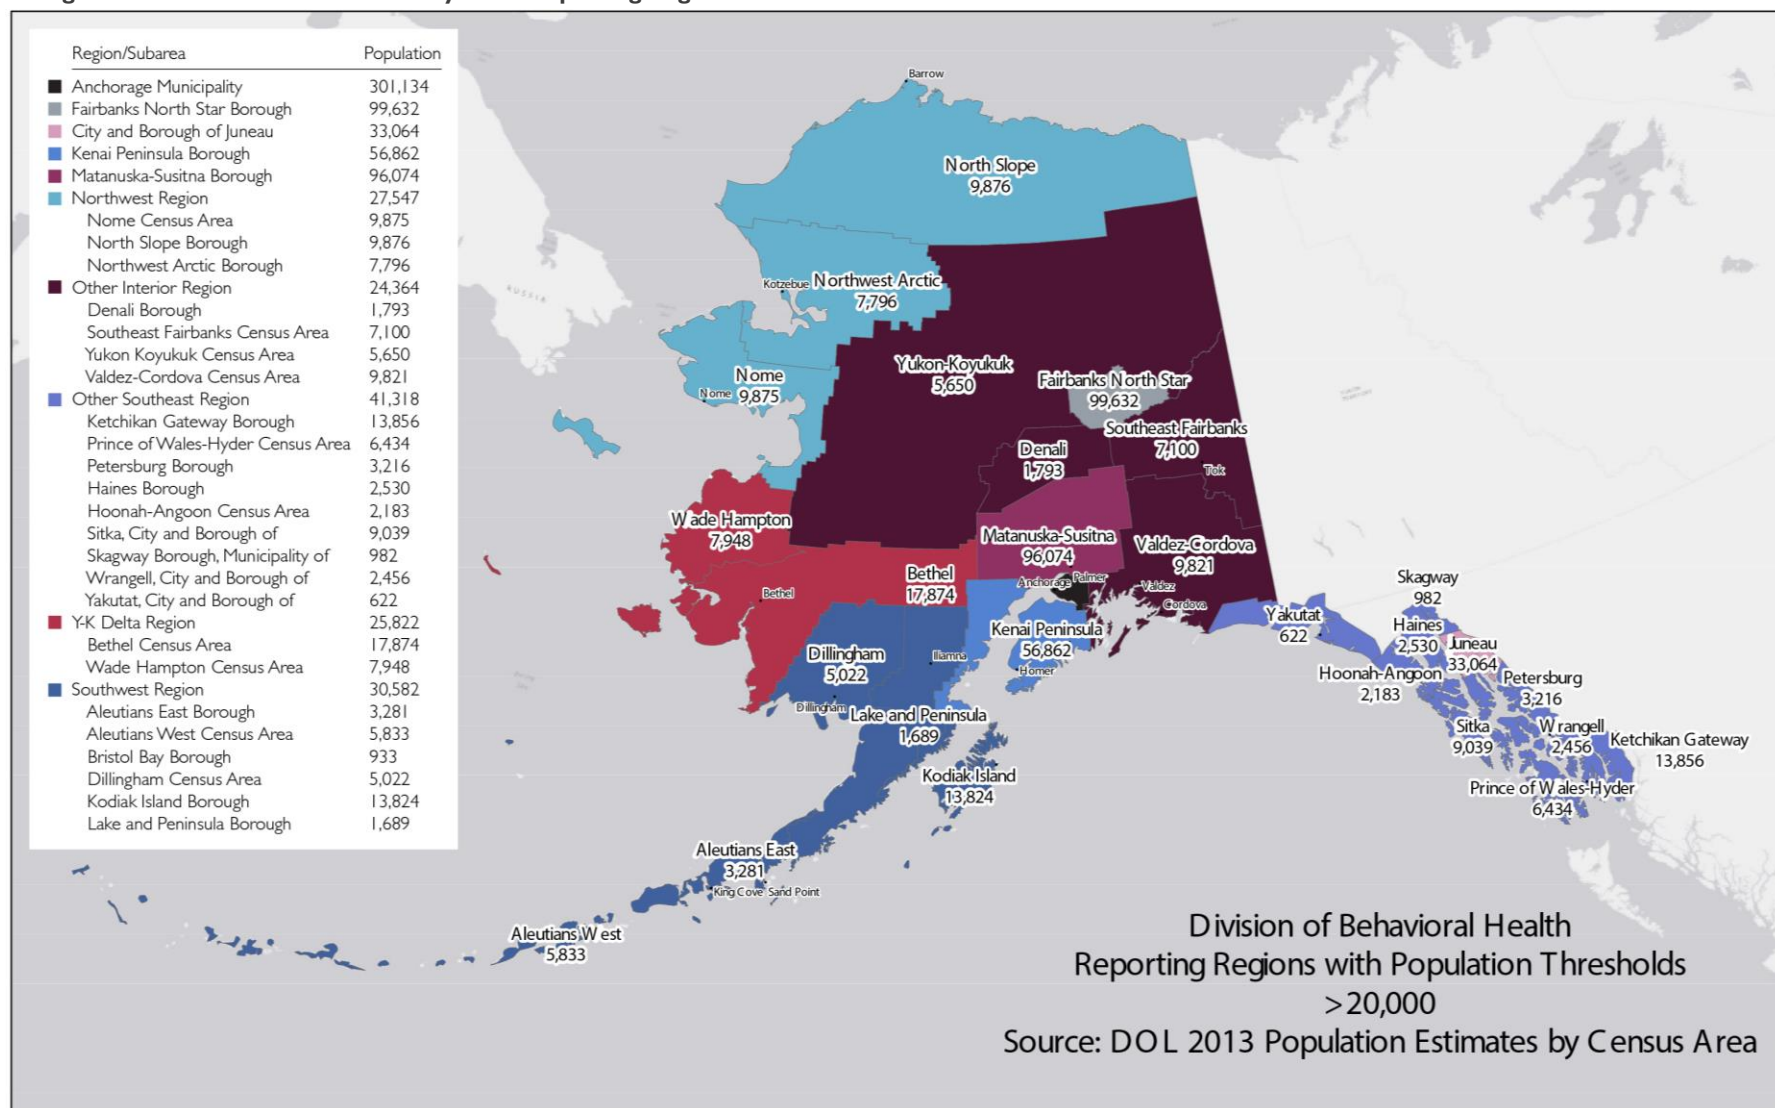 Region/Subarea Population
Anchorage Municipality 301,134
Fairbanks North Star Borough 99,632
City and Borough of Juneau 33,064
Kenai Peninsula Borough 56,862
Matanuska-Susitna Borough 96,074
Northwest Region 27,547
Nome Census Area 9,875
North Slope Borough 9,876
Northwest Arctic Borough 7,796
Other Interior Region 24,364
Denali Borough 1,793
Southeast Fairbanks Census Area 7,100
Yukon Koyukuk Census Area 5,650
Valdez-Cordova Census Area 9,821
Other Southeast Region 41,318
Ketchikan Gateway Borough 13,856
Prince of Wales-Hyder Census Area 6,434
Petersburg Borough 3,216
Haines Borough 2,530
Hoonah-Angoon Census Area 2,183
Sitka, City and Borough of 9,039
Skagway Borough, Municipality of 982
Wrangell, City and Borough of 2,456
Yakutat, City and Borough of 622
Y-K Delta Region 25,822
Bethel Census Area 17,874
Wade Hampton Census Area 7,948
Southwest Region 30,582
Aleutians East Borough 3,281
Aleutians West Census Area 5,833
Bristol Bay Borough 933
Dillingham Census Area 5,022
Kodiak Island Borough 13,824
Lake and Peninsula Borough 1,689
Barrow
North Slope
9,876
RUSSIA
Kotzebue
Northwest Arctic
7,796
Nome
9,875
Nome
Yukon-Koyukuk
5,650
Fairbanks North Star
99,632
Southeast Fairbanks
7,100
Tok
Denali
1,793
Wade Hampton
7,948
Matanuska-Susitna
96,074
Valdez-Cordova
9,821
Bethel
17,874
Bethel
Anchorage
Palmer
Valdez
Cordova
Kenai Peninsula
56,862
Homer
Dillingham
5,022
Iliamna
Dillingham
Lake and Peninsula
1,689
Kodiak Island
13,824
Aleutians East
3,281
King Cove
Sand Point
Aleutians West
5,833
Yakutat
622
Skagway
982
Haines
2,530
Juneau
33,064
Hoonah-Angoon
2,183
Petersburg
3,216
Sitka
9,039
Wrangell
2,456
Ketchikan Gateway
13,856
Prince of Wales-Hyder
6,434
Division of Behavioral Health
Reporting Regions with Population Thresholds
>20,000
Source: DOL 2013 Population Estimates by Census Area